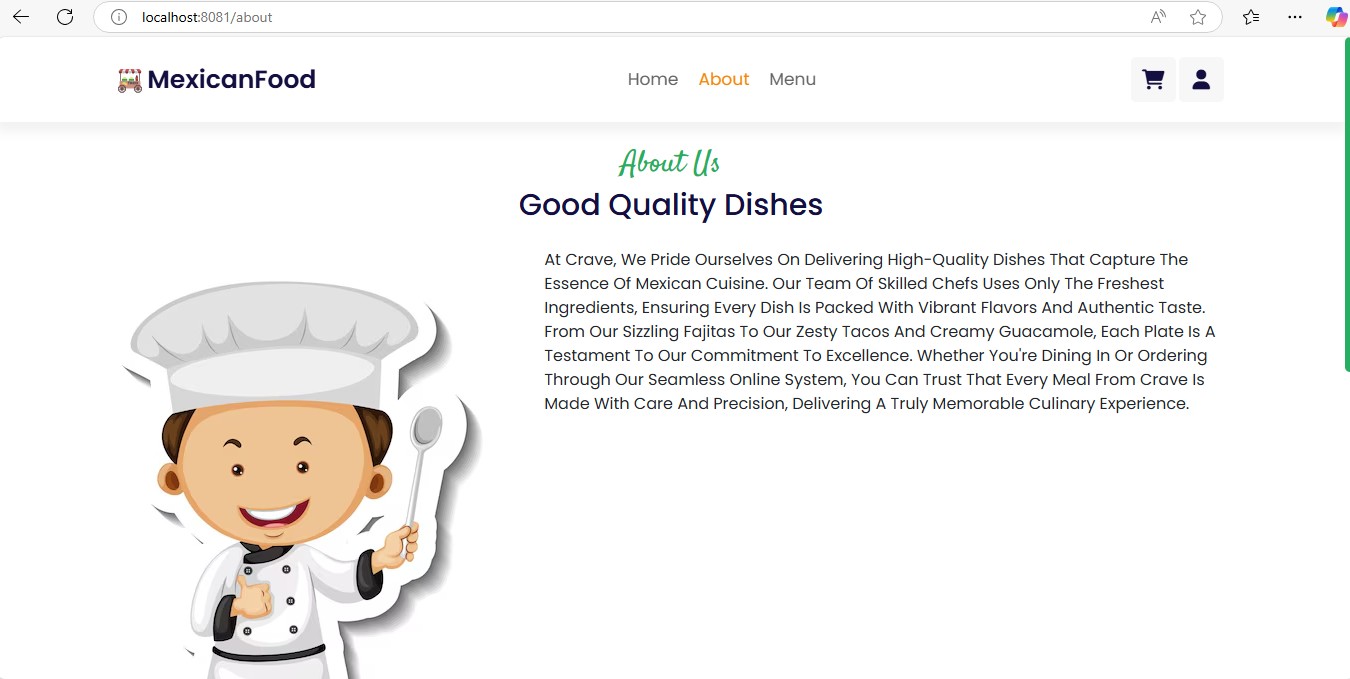 localhost:8081/about
MexicanFood
Home About Menu
About Us
Good Quality Dishes
At Crave, We Pride Ourselves On Delivering High-Quality Dishes That Capture The
Essence Of Mexican Cuisine. Our Team Of Skilled Chefs Uses Only The Freshest
Ingredients, Ensuring Every Dish Is Packed With Vibrant Flavors And Authentic Taste.
From Our Sizzling Fajitas To Our Zesty Tacos And Creamy Guacamole, Each Plate Is A
Testament To Our Commitment To Excellence. Whether You're Dining In Or Ordering
Through Our Seamless Online System, You Can Trust That Every Meal From Crave Is
Made With Care And Precision, Delivering A Truly Memorable Culinary Experience.